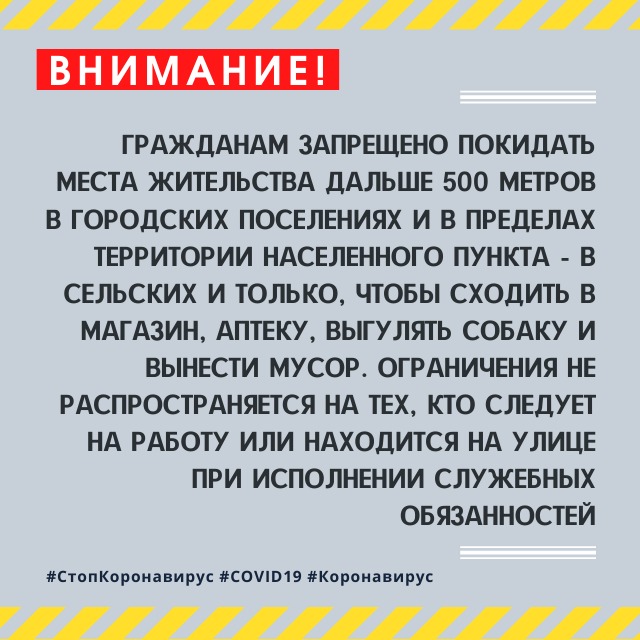 ВНИМАНИЕ!
ГРАЖДАНАМ ЗАПРЕЩЕНО ПОКИДАТЬ
МЕСТА ЖИТЕЛЬСТВА ДАЛЬШЕ 500 МЕТРОВ
В ГОРОДСКИХ ПОСЕЛЕНИЯХ И В ПРЕДЕЛАХ
ТЕРРИТОРИИ НАСЕЛЕННОГО ПУНКТА - В
СЕЛЬСКИХ И ТОЛЬКО, ЧТОБЫ СХОДИТЬ В
МАГАЗИН, АПТЕКУ, ВЫГУЛЯТЬ СОБАКУ И
ВЫНЕСТИ МУСОР. ОГРАНИЧЕНИЯ НЕ
РАСПРОСТРАНЯЕТСЯ НА ТЕХ, КТО СЛЕДУЕТ
НА РАБОТУ ИЛИ НАХОДИТСЯ НА УЛИЦЕ
ПРИ ИСПОЛНЕНИИ СЛУЖЕБНЫХ
ОБЯЗАННОСТЕЙ
#СтопКоронавирус #COVID19 #Коронавирус